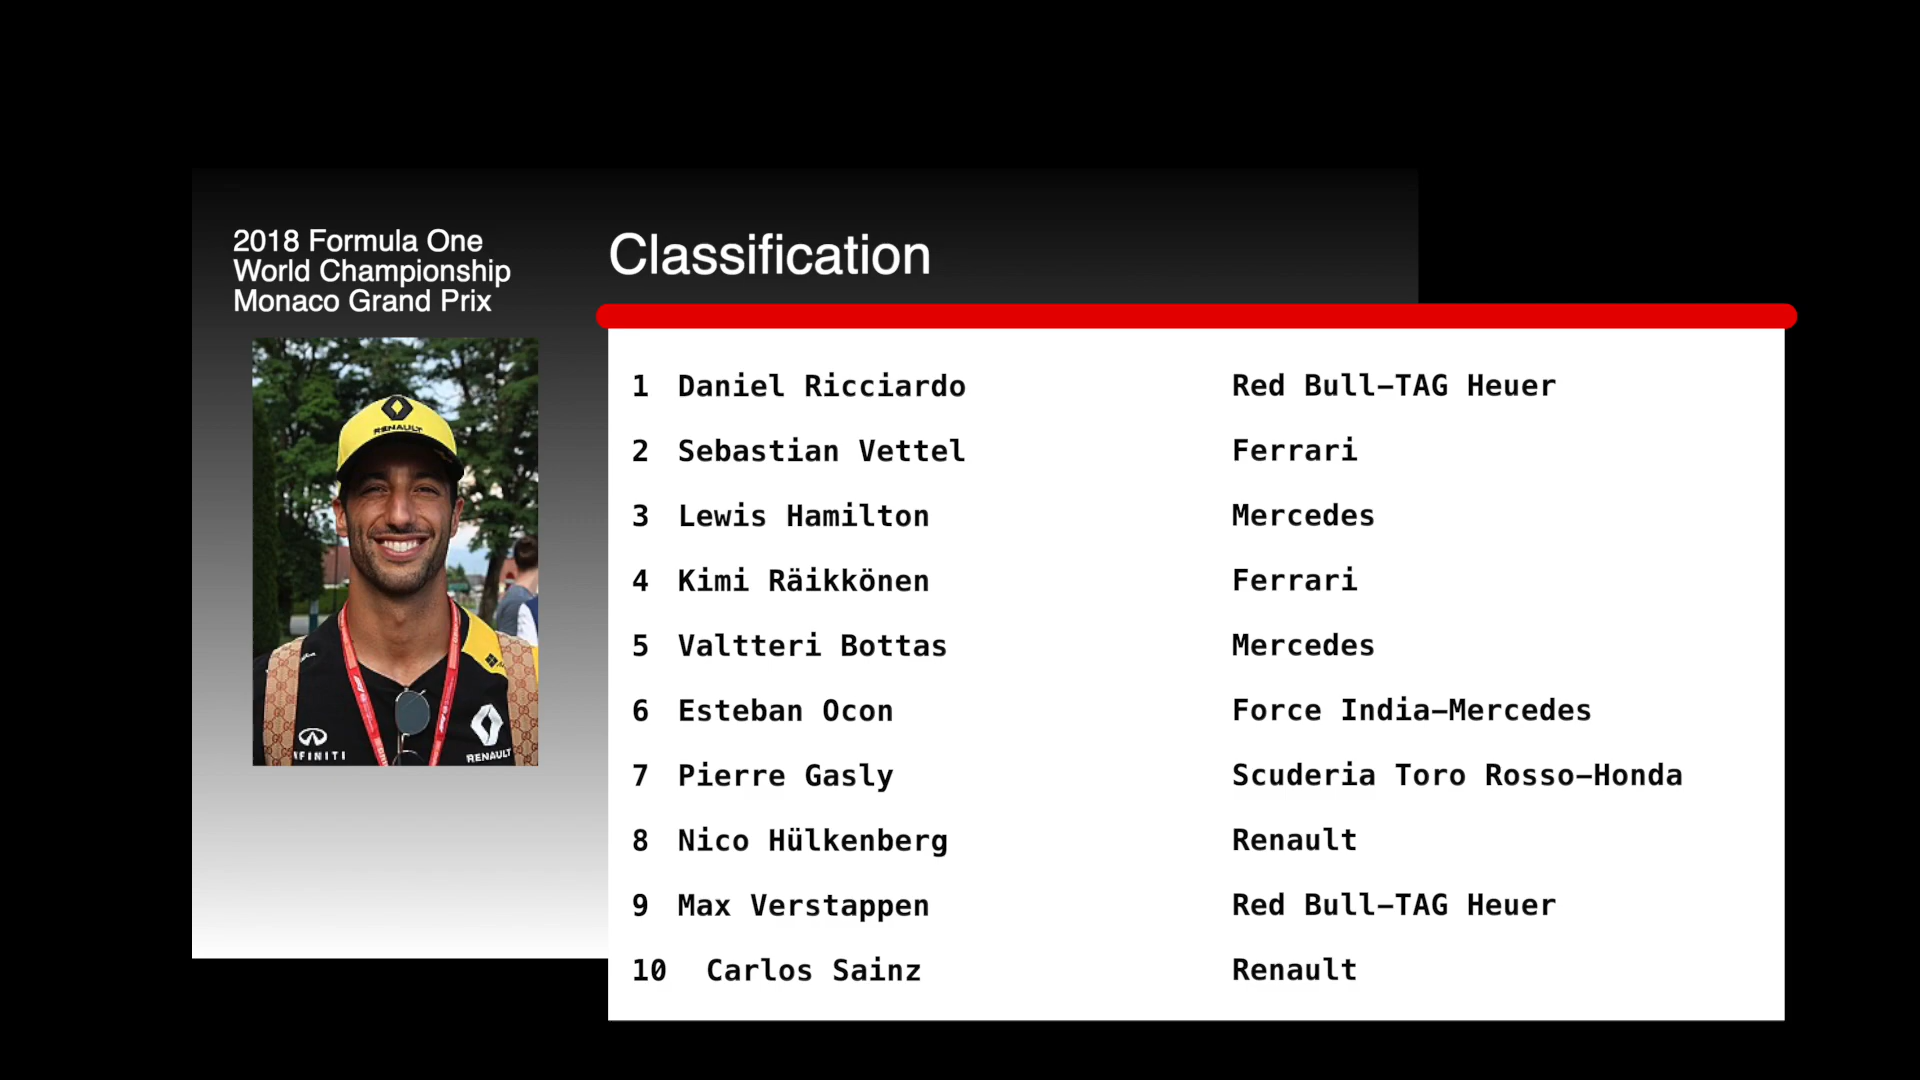 2018 Formula One
World Championship
Monaco Grand Prix
Classification
RENAULT
INFINITI
RENAULT
1 Daniel Ricciardo Red Bull–TAG Heuer
2 Sebastian Vettel Ferrari
3 Lewis Hamilton Mercedes
4 Kimi Räikkönen Ferrari
5 Valtteri Bottas Mercedes
6 Esteban Ocon Force India–Mercedes
7 Pierre Gasly Scuderia Toro Rosso–Honda
8 Nico Hülkenberg Renault
9 Max Verstappen Red Bull–TAG Heuer
10 Carlos Sainz Renault